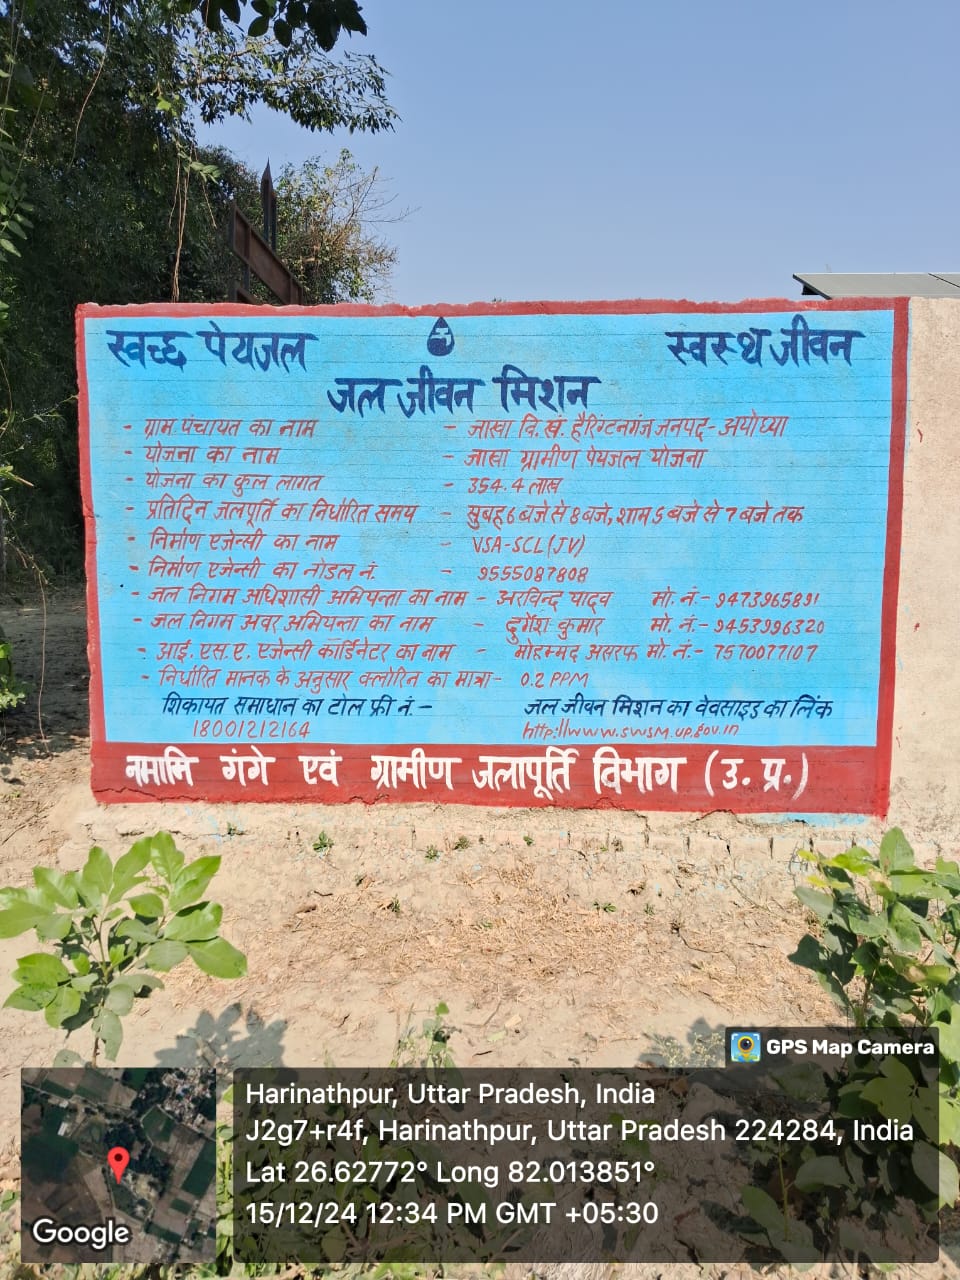 स्वच्छ पेयजल स्वस्थ जीवन
जल जीवन मिशन
- ग्राम पंचायत का नाम - जाखा वि. खं. हैरिंग्टनगंज जनपद - अयोध्या
- योजना का नाम - जाखा ग्रामीण पेयजल योजना
- योजना का कुल लागत - 354.4 लाख
- प्रतिदिन जलपूर्ति का निर्धारित समय - सुबह 6 बजे से 8 बजे, शाम 5 बजे से 7 बजे तक
- निर्माण एजेन्सी का नाम - VSA-SCL(JV)
- निर्माण एजेन्सी का नोडल नं. - 9555087808
- जल निगम अधिशासी अभियन्ता का नाम - अरविन्द यादव मो. नं.- 9473965891
- जल निगम अवर अभियन्ता का नाम - दुर्गेश कुमार मो. नं.- 9453996320
- आई. एस. ए. एजेन्सी कॉर्डिनेटर का नाम - मोहम्मद असरफ मो. नं.- 7570077107
- निर्धारित मानक के अनुसार क्लोरिन का मात्रा- 0.2 PPM
शिकायत समाधान का टोल फ्री नं.- जल जीवन मिशन का वेवसाइड का लिंक
18001212164 http://www.swsm.up.gov.in
नमामि गंगे एवं ग्रामीण जलापूर्ति विभाग (उ. प्र.)
GPS Map Camera
Harinathpur, Uttar Pradesh, India
J2g7+r4f, Harinathpur, Uttar Pradesh 224284, India
Lat 26.62772° Long 82.013851°
15/12/24 12:34 PM GMT +05:30
Google